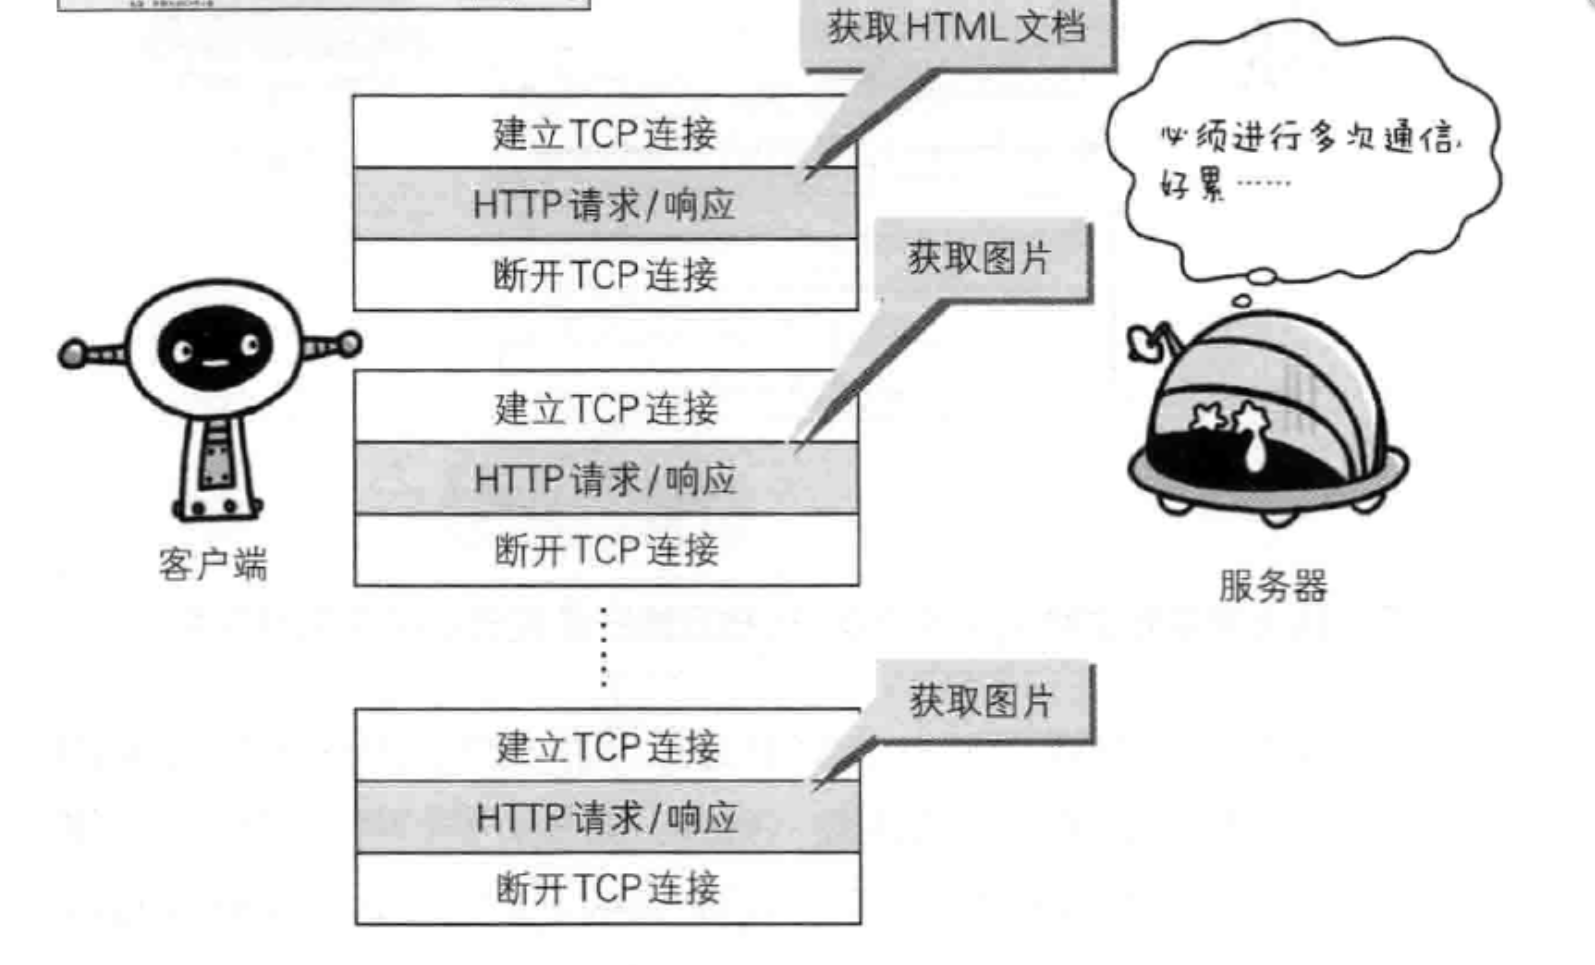 获取HTML文档
建立TCP连接
HTTP请求/响应
断开TCP连接
必须进行多次通信，
好累……
获取图片
建立TCP连接
HTTP请求/响应
断开TCP连接
客户端
服务器
获取图片
建立TCP连接
HTTP请求/响应
断开TCP连接